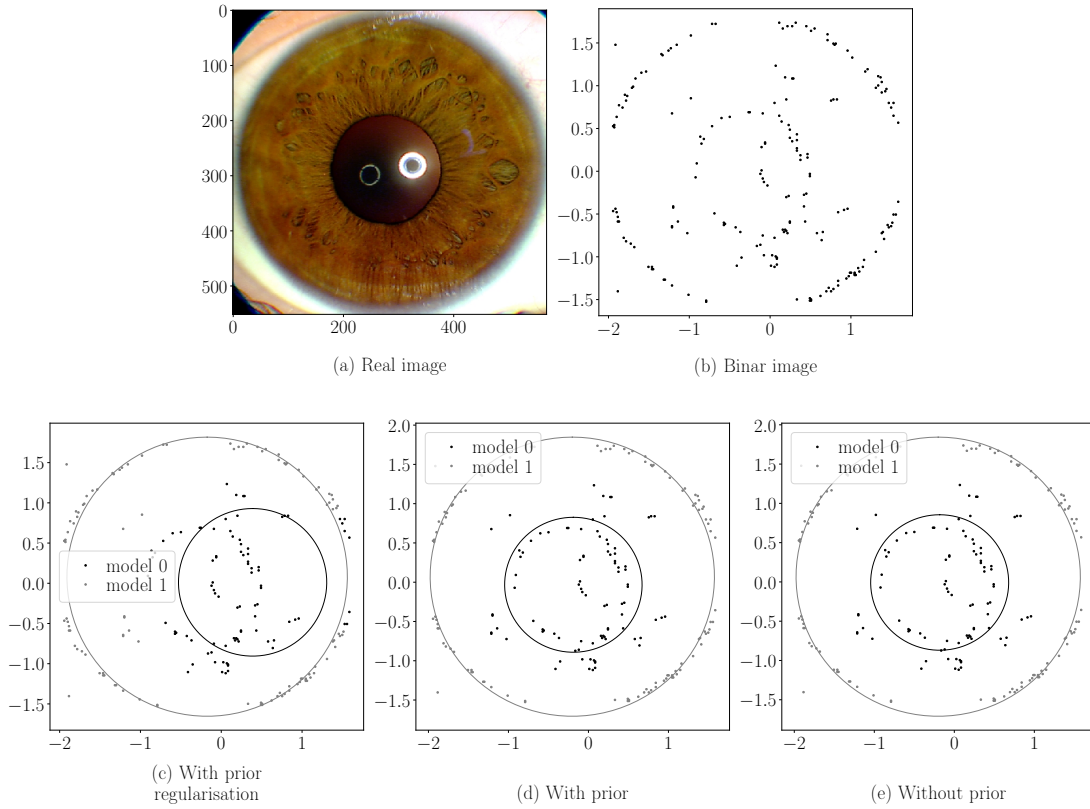 0
100
200
300
400
500
0 200 400
(a) Real image
1.5
1.0
0.5
0.0
−0.5
−1.0
−1.5
−2 −1 0 1
(b) Binar image
1.5
1.0
0.5
0.0
−0.5
−1.0
−1.5
model 0
model 1
−2 −1 0 1
(c) With prior
regularisation
2.0
1.5
1.0
0.5
0.0
−0.5
−1.0
−1.5
model 0
model 1
−2 −1 0 1
(d) With prior
2.0
1.5
1.0
0.5
0.0
−0.5
−1.0
−1.5
model 0
model 1
−2 −1 0 1
(e) Without prior